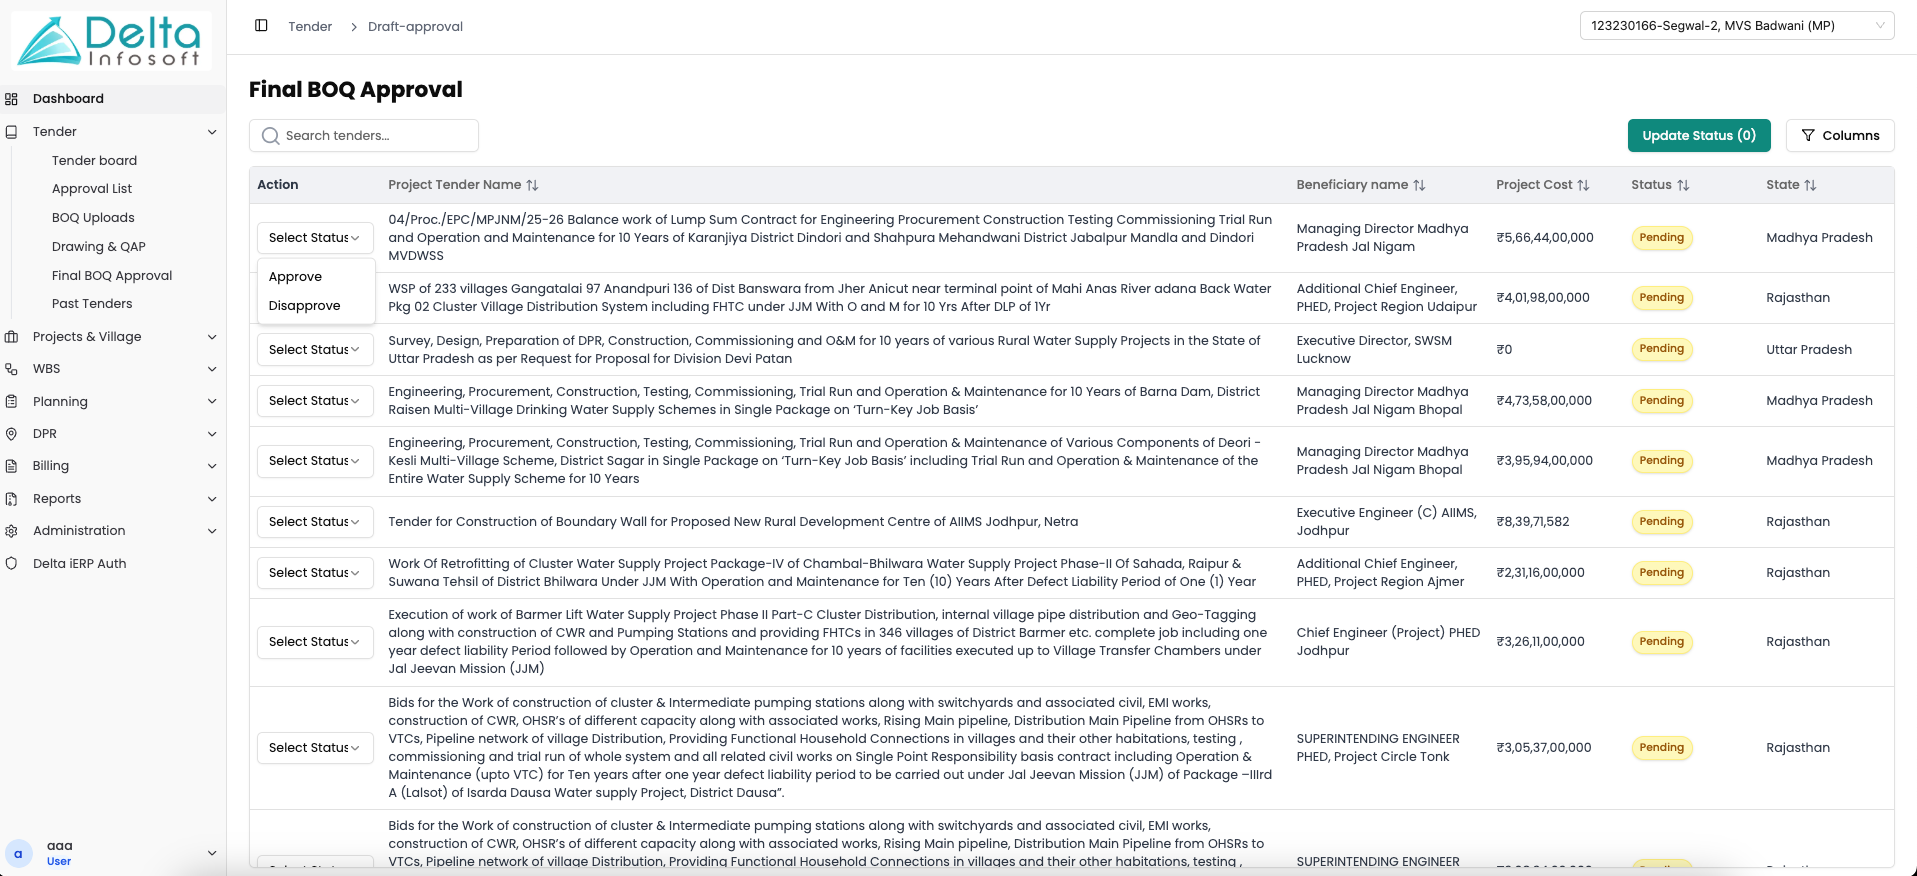 Delta
Infosoft
Tender > Draft-approval
123230166-Segwal-2, MVS Badwani (MP)
Dashboard
Tender
Tender board
Approval List
BOQ Uploads
Drawing & QAP
Final BOQ Approval
Past Tenders
Projects & Village
WBS
Planning
DPR
Billing
Reports
Administration
Delta iERP Auth
a
aaa
User
Final BOQ Approval
Search tenders...
Update Status (0)
Columns
Action
Project Tender Name
Beneficiary name
Project Cost
Status
State
Select Status
Approve
Disapprove
04/Proc./EPC/MPJNM/25-26 Balance work of Lump Sum Contract for Engineering Procurement Construction Testing Commissioning Trial Run
and Operation and Maintenance for 10 Years of Karanjiya District Dindori and Shahpura Mehandwani District Jabalpur Mandla and Dindori
MVDWSS
Managing Director Madhya
Pradesh Jal Nigam
₹5,66,44,00,000
Pending
Madhya Pradesh
WSP of 233 villages Gangatalai 97 Anandpuri 136 of Dist Banswara from Jher Anicut near terminal point of Mahi Anas River adana Back Water
Pkg 02 Cluster Village Distribution System including FHTC under JJM With O and M for 10 Yrs After DLP of 1Yr
Additional Chief Engineer,
PHED, Project Region Udaipur
₹4,01,98,00,000
Pending
Rajasthan
Select Status
Survey, Design, Preparation of DPR, Construction, Commissioning and O&M for 10 years of various Rural Water Supply Projects in the State of
Uttar Pradesh as per Request for Proposal for Division Devi Patan
Executive Director, SWSM
Lucknow
₹0
Pending
Uttar Pradesh
Select Status
Engineering, Procurement, Construction, Testing, Commissioning, Trial Run and Operation & Maintenance for 10 Years of Barna Dam, District
Raisen Multi-Village Drinking Water Supply Schemes in Single Package on ‘Turn-Key Job Basis’
Managing Director Madhya
Pradesh Jal Nigam Bhopal
₹4,73,58,00,000
Pending
Madhya Pradesh
Select Status
Engineering, Procurement, Construction, Testing, Commissioning, Trial Run and Operation & Maintenance of Various Components of Deori -
Kesli Multi-Village Scheme, District Sagar in Single Package on ‘Turn-Key Job Basis’ including Trial Run and Operation & Maintenance of the
Entire Water Supply Scheme for 10 Years
Managing Director Madhya
Pradesh Jal Nigam Bhopal
₹3,95,94,00,000
Pending
Madhya Pradesh
Select Status
Tender for Construction of Boundary Wall for Proposed New Rural Development Centre of AIIMS Jodhpur, Netra
Executive Engineer (C) AIIMS,
Jodhpur
₹8,39,71,582
Pending
Rajasthan
Select Status
Work Of Retrofitting of Cluster Water Supply Project Package-IV of Chambal-Bhilwara Water Supply Project Phase-II Of Sahada, Raipur &
Suwana Tehsil of District Bhilwara Under JJM With Operation and Maintenance for Ten (10) Years After Defect Liability Period of One (1) Year
Additional Chief Engineer,
PHED, Project Region Ajmer
₹2,31,16,00,000
Pending
Rajasthan
Select Status
Execution of work of Barmer Lift Water Supply Project Phase II Part-C Cluster Distribution, internal village pipe distribution and Geo-Tagging
along with construction of CWR and Pumping Stations and providing FHTCs in 346 villages of District Barmer etc. complete job including one
year defect liability Period followed by Operation and Maintenance for 10 years of facilities executed up to Village Transfer Chambers under
Jal Jeevan Mission (JJM)
Chief Engineer (Project) PHED
Jodhpur
₹3,26,11,00,000
Pending
Rajasthan
Select Status
Bids for the Work of construction of cluster & Intermediate pumping stations along with switchyards and associated civil, EMI works,
construction of CWR, OHSR’s of different capacity along with associated works, Rising Main pipeline, Distribution Main Pipeline from OHSRs to
VTCs, Pipeline network of village Distribution, Providing Functional Household Connections in villages and their other habitations, testing ,
commissioning and trial run of whole system and all related civil works on Single Point Responsibility basis contract including Operation &
Maintenance (upto VTC) for Ten years after one year defect liability period to be carried out under Jal Jeevan Mission (JJM) of Package –IIIrd
A (Lalsot) of Isarda Dausa Water supply Project, District Dausa”.
SUPERINTENDING ENGINEER
PHED, Project Circle Tonk
₹3,05,37,00,000
Pending
Rajasthan
Bids for the Work of construction of cluster & Intermediate pumping stations along with switchyards and associated civil, EMI works,
construction of CWR, OHSR’s of different capacity along with associated works, Rising Main pipeline, Distribution Main Pipeline from OHSRs to
VTCs, Pipeline network of village Distribution, Providing Functional Household Connections in villages and their other habitations, testing ,
SUPERINTENDING ENGINEER